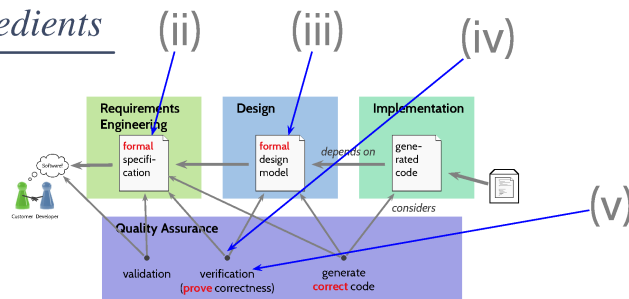 edients
(ii)
(iii)
(iv)
Requirements
Engineering
Design
Implementation
formal
specifi-
cation
formal
design
model
depends on
gene-
rated
code
Software!
Customer Developer
considers
(v)
Quality Assurance
validation
verification
(prove correctness)
generate
correct code